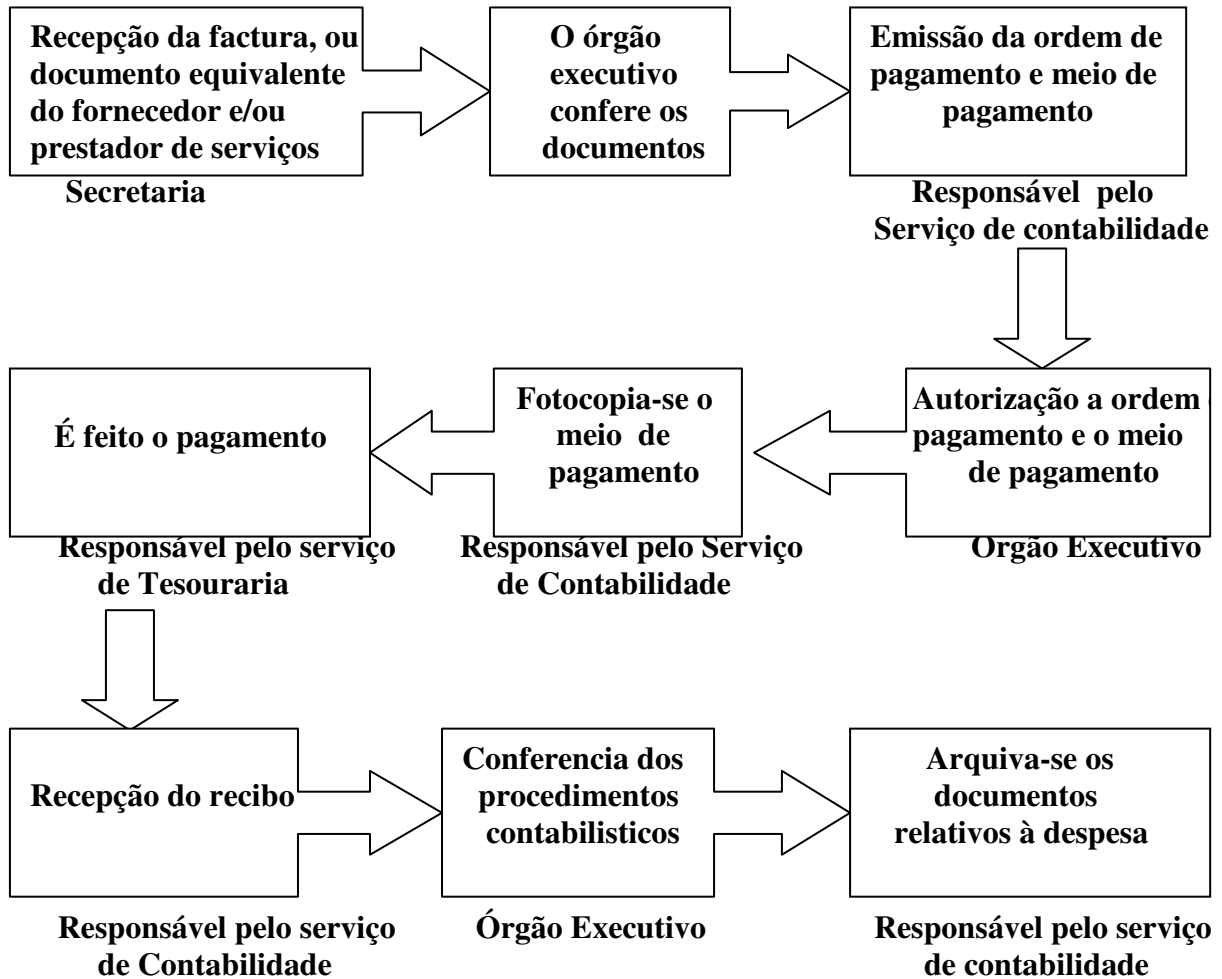 Recepção da factura, ou
documento equivalente
do fornecedor e/ou
prestador de serviços
Secretaria
O órgão
executivo
confere os
documentos
Emissão da ordem de
pagamento e meio de
pagamento
Responsável pelo
Serviço de contabilidade
Autorização a ordem
pagamento e o meio
de pagamento
Orgão Executivo
Fotocopia-se o
meio de
pagamento
Responsável pelo Serviço
de Contabilidade
É feito o pagamento
Responsável pelo serviço
de Tesouraria
Recepção do recibo
Responsável pelo serviço
de Contabilidade
Conferencia dos
procedimentos
contabilisticos
Órgão Executivo
Arquiva-se os
documentos
relativos à despesa
Responsável pelo serviço
de contabilidade